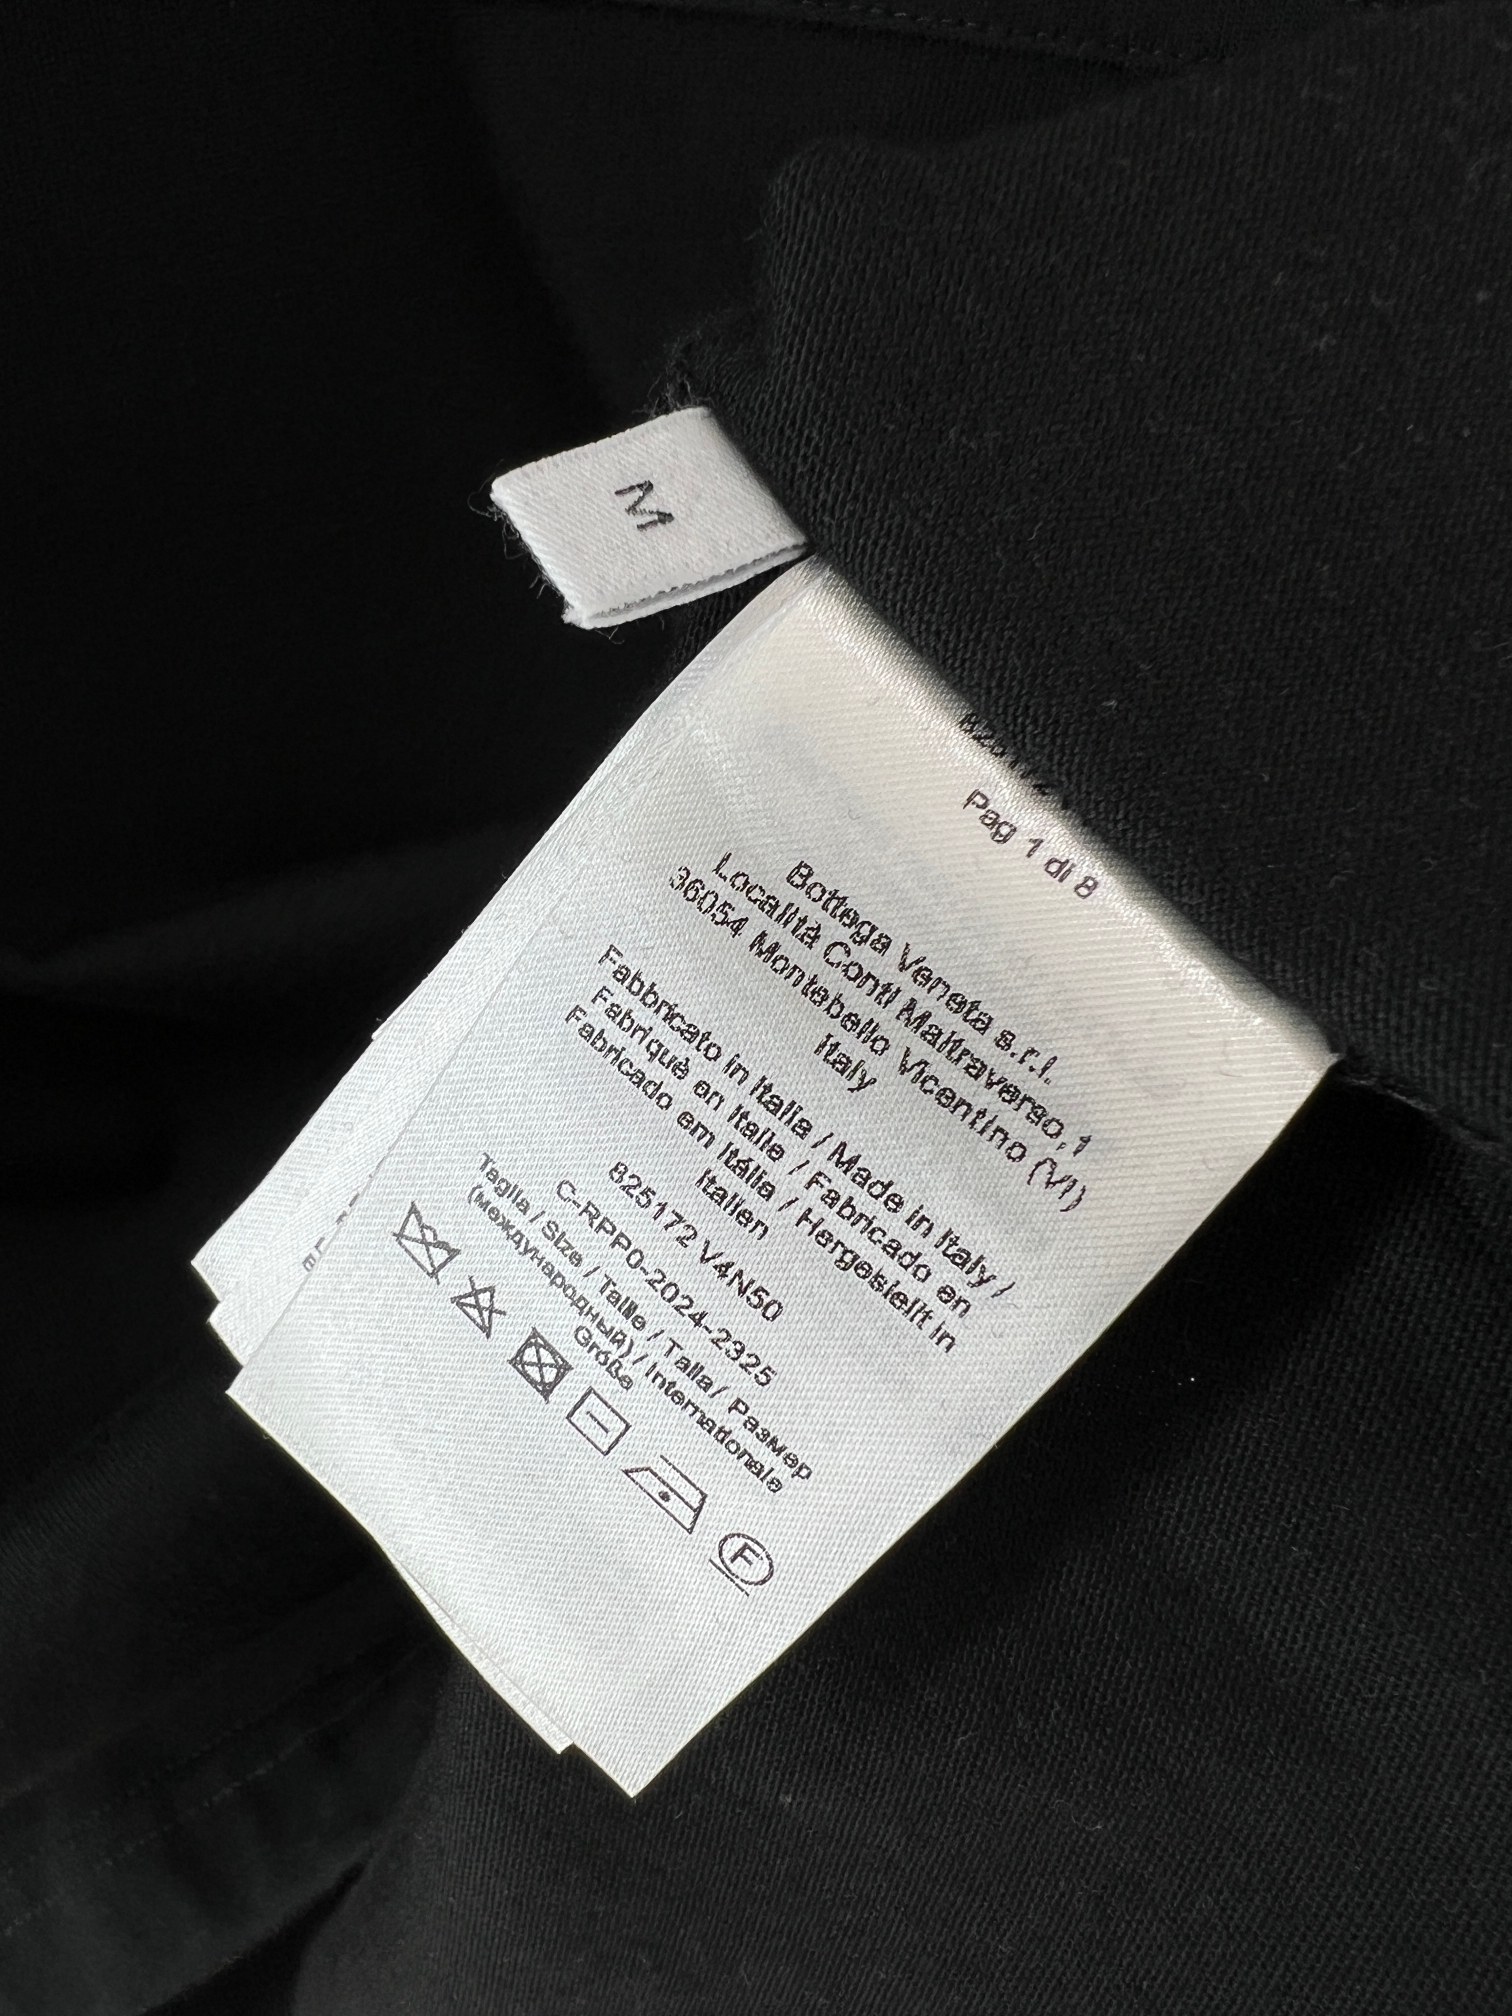 M
Pag 1 di 8
Bottega Veneta s.r.l.
Località Conti Maltraverso, 1
36054 Montebello Vicentino (VI)
Italy
Fabbricato in Italia / Made in Italy /
Fabriqué en Italie / Fabricado en
Fabricado em Itália / Hergestellt in
Italien
825172 V4N50
C-RPP0-2024-2325
Taglia / Size / Taille / Talla / Размер
(международный) / Internationale
Größe
F